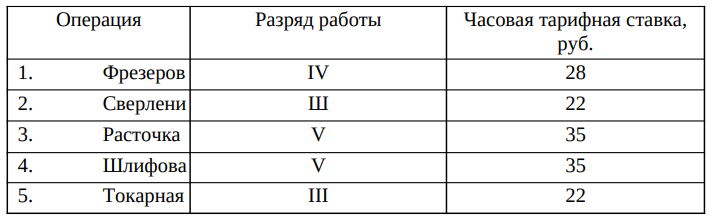 Операция Разряд работы Часовая тарифная ставка,
руб.
1. Фрезеров IV 28
2. Сверлени Ш 22
3. Расточка V 35
4. Шлифова V 35
5. Токарная III 22